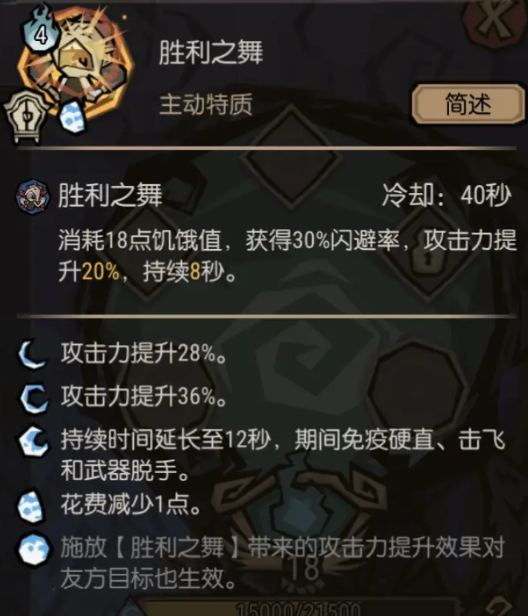 4
胜利之舞
主动特质
简述
胜利之舞
冷却：40秒
消耗18点饥饿值，获得30%闪避率，攻击力提
升20%，持续8秒。
攻击力提升28%。
攻击力提升36%。
持续时间延长至12秒，期间免疫硬直、击飞
和武器脱手。
花费减少1点。
施放【胜利之舞】带来的攻击力提升效果对
友方目标也生效。
18
15000/21500